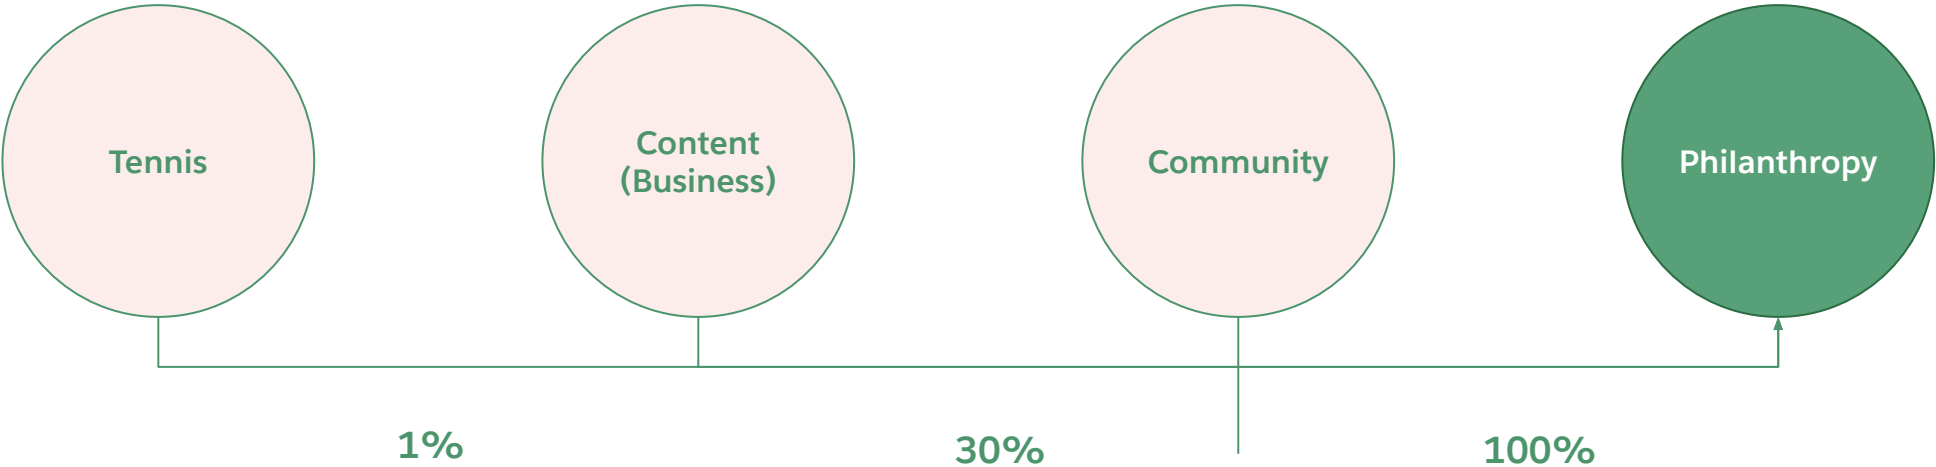 Tennis
Content
(Business)
Community
Philanthropy
1%
30%
100%